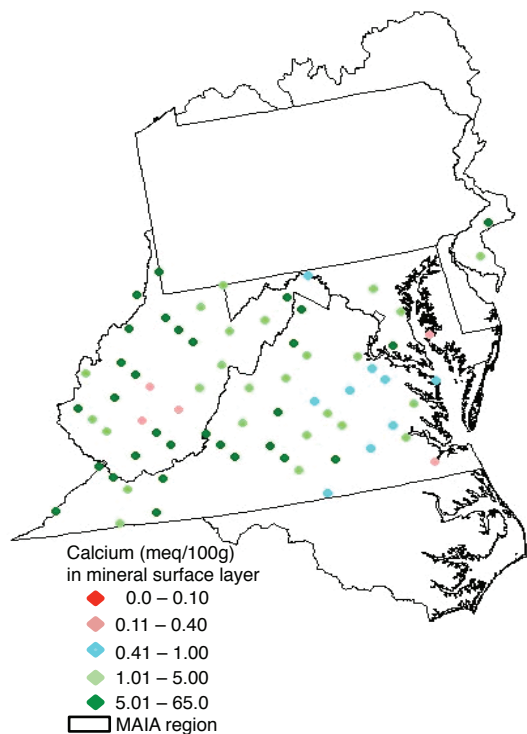 Calcium (meq/100g)
in mineral surface layer
0.0 – 0.10
0.11 – 0.40
0.41 – 1.00
1.01 – 5.00
5.01 – 65.0
MAIA region